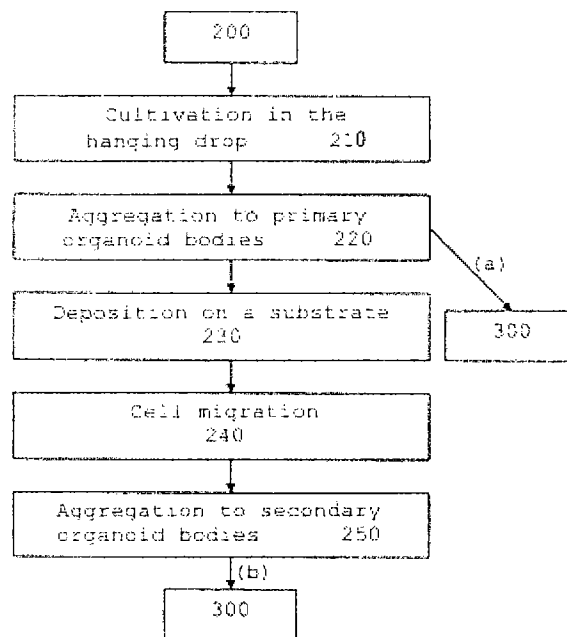 200
Cultivation in the
hanging drop 210
Aggregation to primary
organoid bodies 220
(a)
Deposition on a substrate
230
300
Cell migration
240
Aggregation to secondary
organoid bodies 250
(b)
300